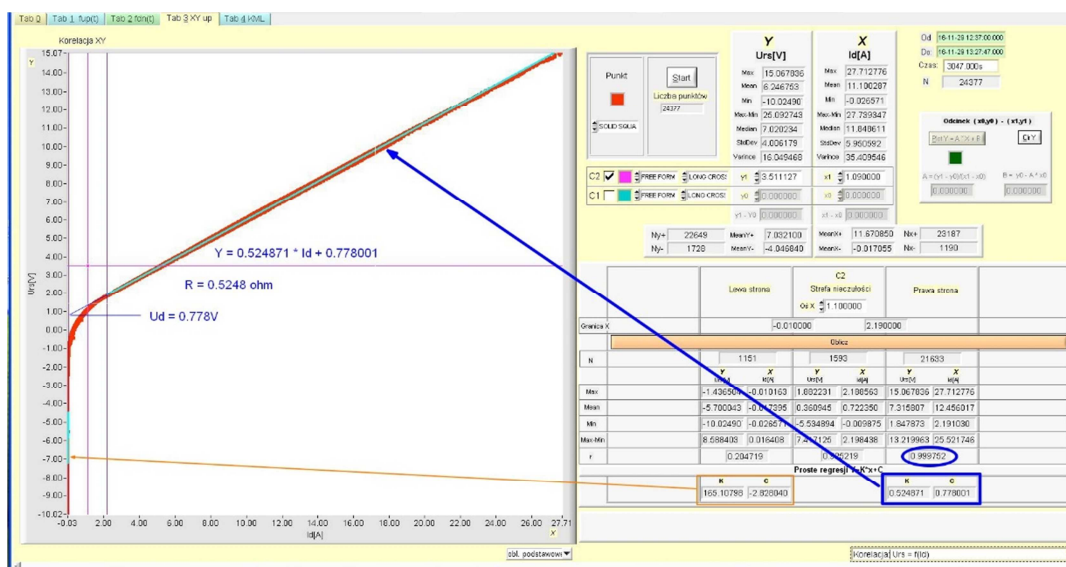 Tab 0 Tab 1 fup(t) Tab 2 fdn(t) Tab 3 XY up Tab 4 KML
Korelacja XY
Y
15.07
14.00
13.00
12.00
11.00
10.00
9.00
8.00
7.00
6.00
5.00
4.00
3.00
2.00
1.00
0.00
-1.00
-2.00
-3.00
-4.00
-5.00
-6.00
-7.00
-8.00
-9.00
-10.02
Urs[V]
Y = 0.524871 * Id + 0.778001
R = 0.5248 ohm
Ud = 0.778V
-0.03 2.00 4.00 6.00 8.00 10.00 12.00 14.00 16.00 18.00 20.00 22.00 24.00 26.00 27.71
Id[A] X
obl. podstawowe
Punkt
SOLID SQUA
Start
Liczba punktów
24377
Y X
Urs[V] Id[A]
Max 15.067836 Max 27.712776
Mean 6.246753 Mean 11.100287
Min -10.02490 Min -0.026571
Max-Min 25.092743 Max-Min 27.739347
Median 7.020234 Median 11.848611
StdDev 4.006179 StdDev 5.950592
Varince 16.049468 Varince 35.409546
Od 16-11-29 12:37:00.000
Do: 16-11-29 13:27:47.000
Czas: 3047.000s
N 24377
Odcinek ( x0,y0 ) - ( x1,y1 )
0.000000 0.000000
C2 FREE FORM LONG CROS: y1 3.511127 x1 1.090000
C1 FREE FORM LONG CROS: y0 0.000000 x0 0.000000
y1 - Y0 0.000000 x1 - X0 0.000000
Ny+ 22649 MeanY+ 7.032100 MeanX+ 11.670850 Nx+ 23187
Ny- 1728 MeanY- -4.046840 MeanX- -0.017055 Nx- 1190
C2
Lewa strona Strefa nieczułości Prawa strona
Oś X 1.100000
Granica X -0.010000 2.190000
Oblicz
N 1151 1593 21633
Y X Y X Y X
Max -1.436504 -0.010163 1.882231 2.188563 15.067836 27.712776
Mean -5.700043 -0.017395 0.360945 0.722350 7.315807 12.456017
Min -10.02490 -0.026571 -5.534894 -0.009875 1.847873 2.191030
Max-Min 8.588403 0.016408 2.198438 13.219963 25.521746
r 0.204719 0.999752
Proste regresji
K C K C
165.10798 -2.828040 0.524871 0.778001
Korelacja Urs = f(Id)